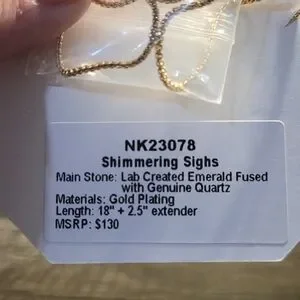 NK23078
Shimmering Sighs
Main Stone: Lab Created Emerald Fused
with Genuine Quartz
Materials: Gold Plating
Length: 18" + 2.5" extender
MSRP: $130